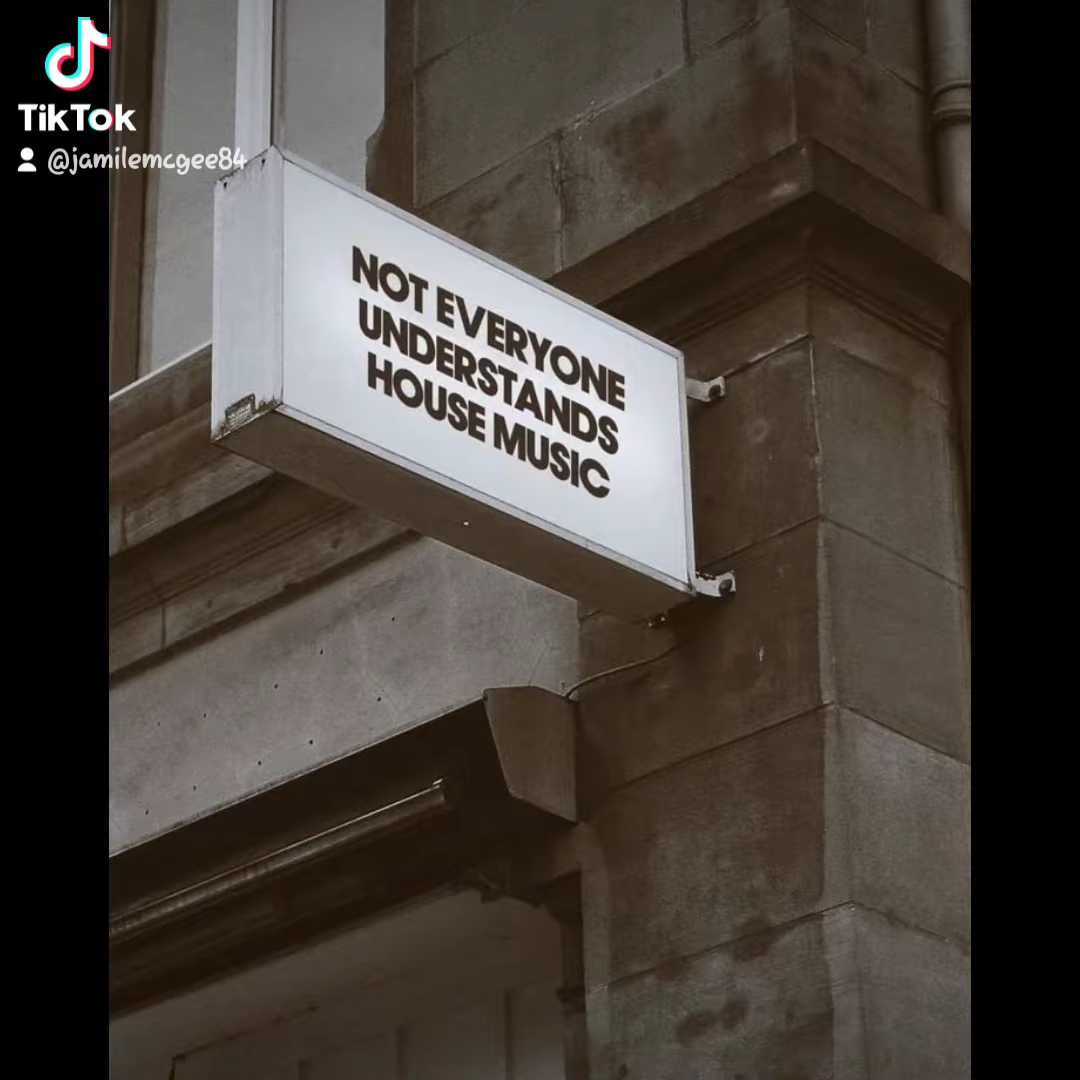 TikTok
@jamilemcgee84
NOT EVERYONE
UNDERSTANDS
HOUSE MUSIC